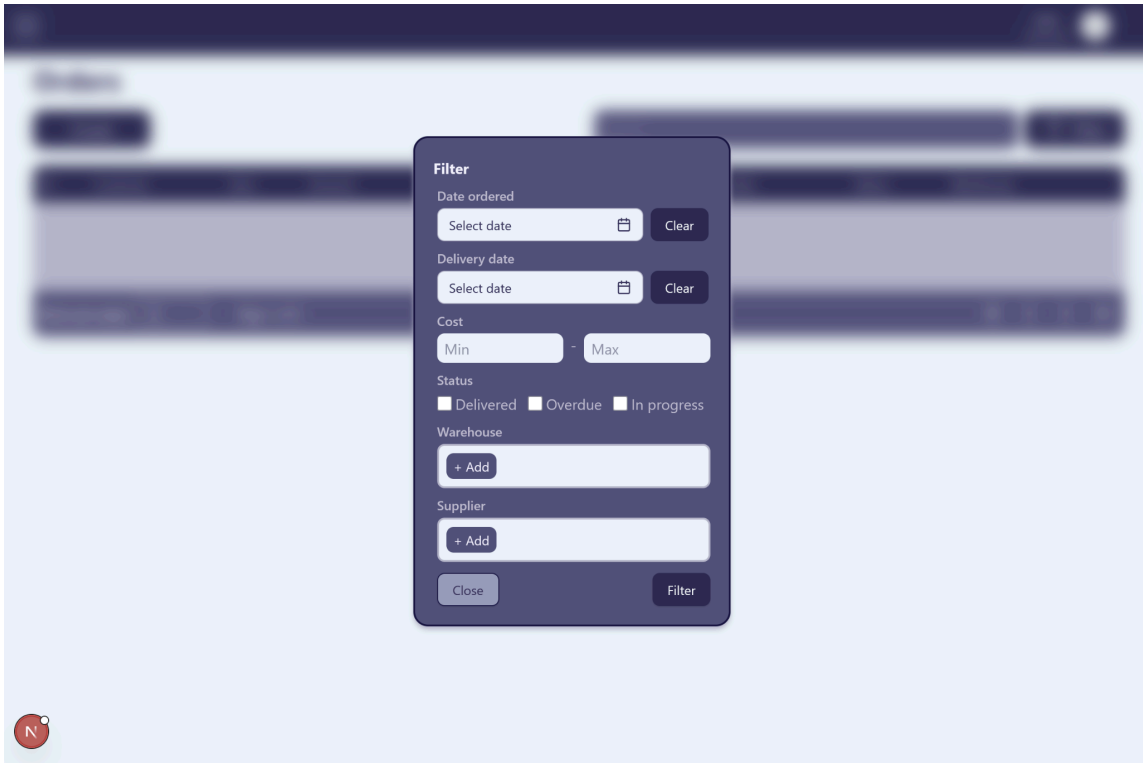 Orders
Filter
Date ordered
Select date Clear
Delivery date
Select date Clear
Cost
Min - Max
Status
Delivered Overdue In progress
Warehouse
+ Add
Supplier
+ Add
Close Filter
N